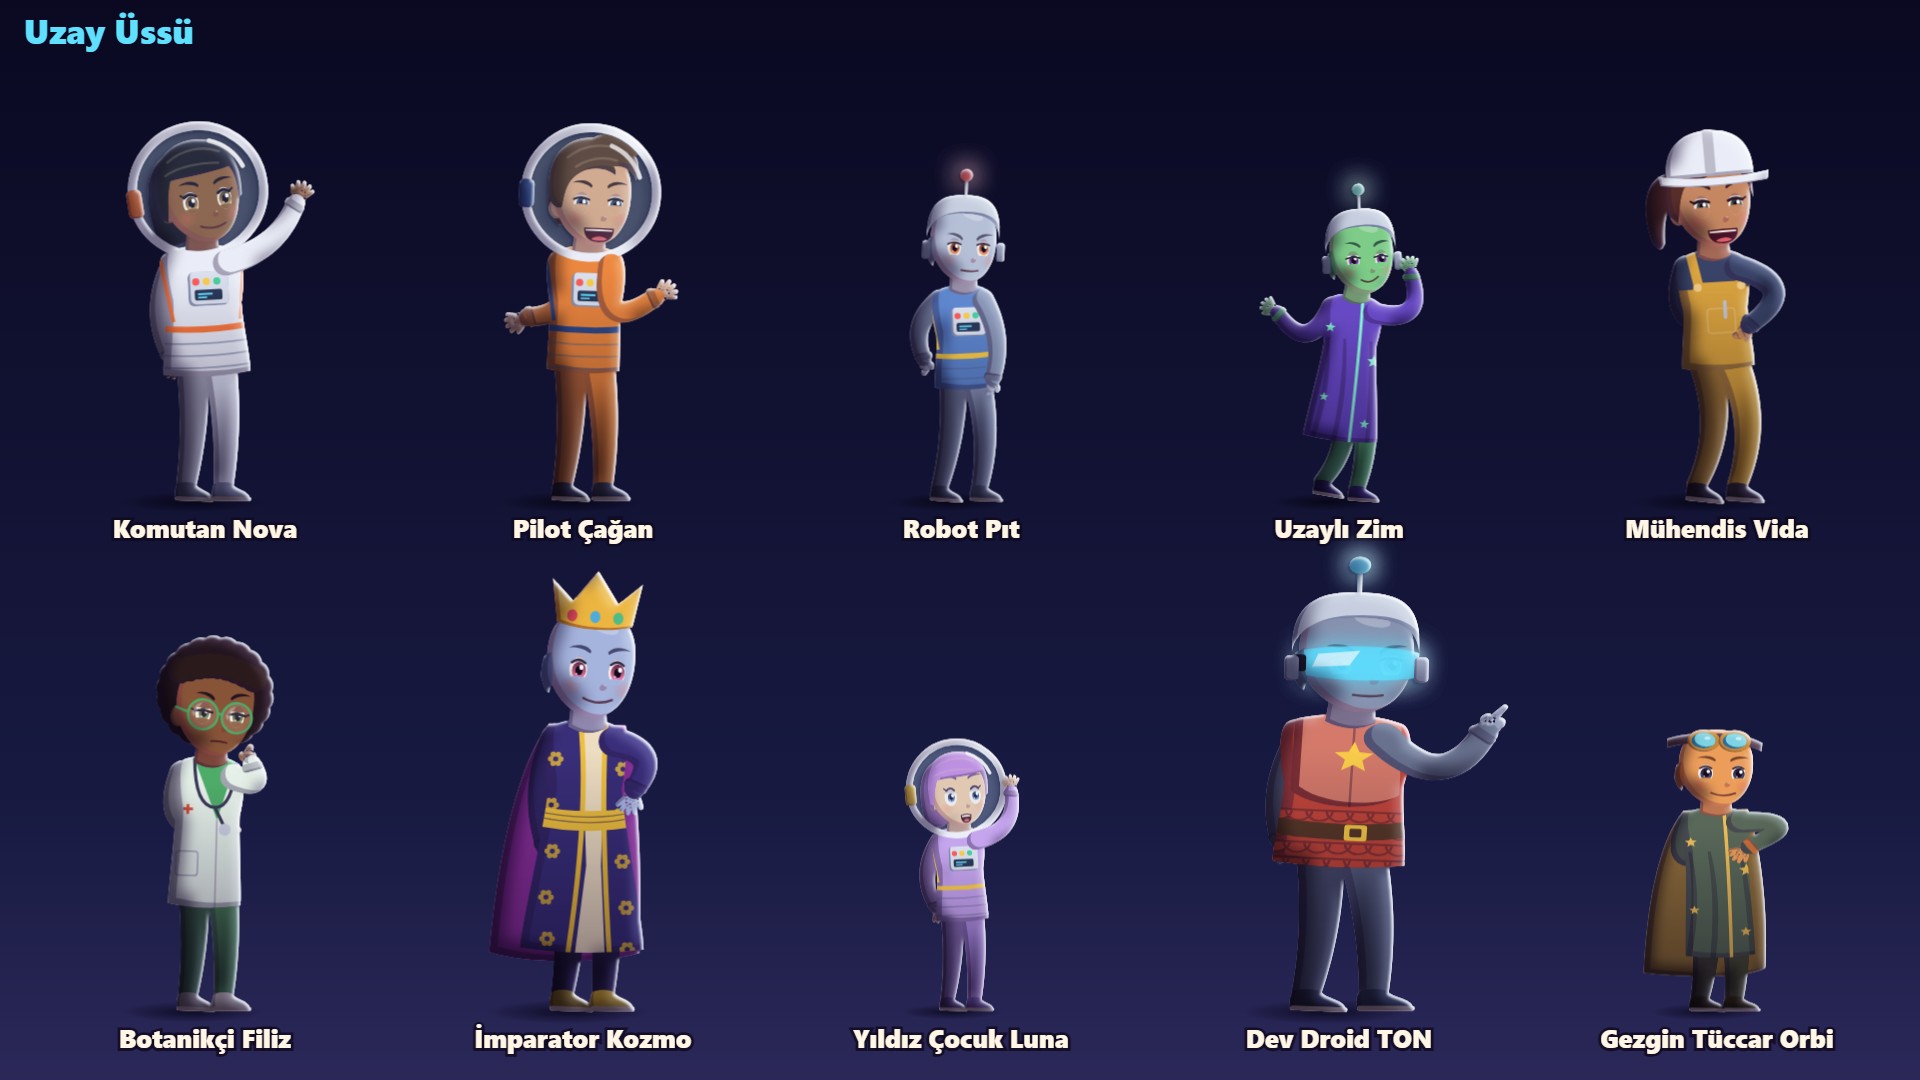 Uzay Üssü
Komutan Nova
Pilot Çağan
Robot Pıt
Uzaylı Zim
Mühendis Vida
Botanikçi Filiz
İmparator Kozmo
Yıldız Çocuk Luna
Dev Droid TON
Gezgin Tüccar Orbi